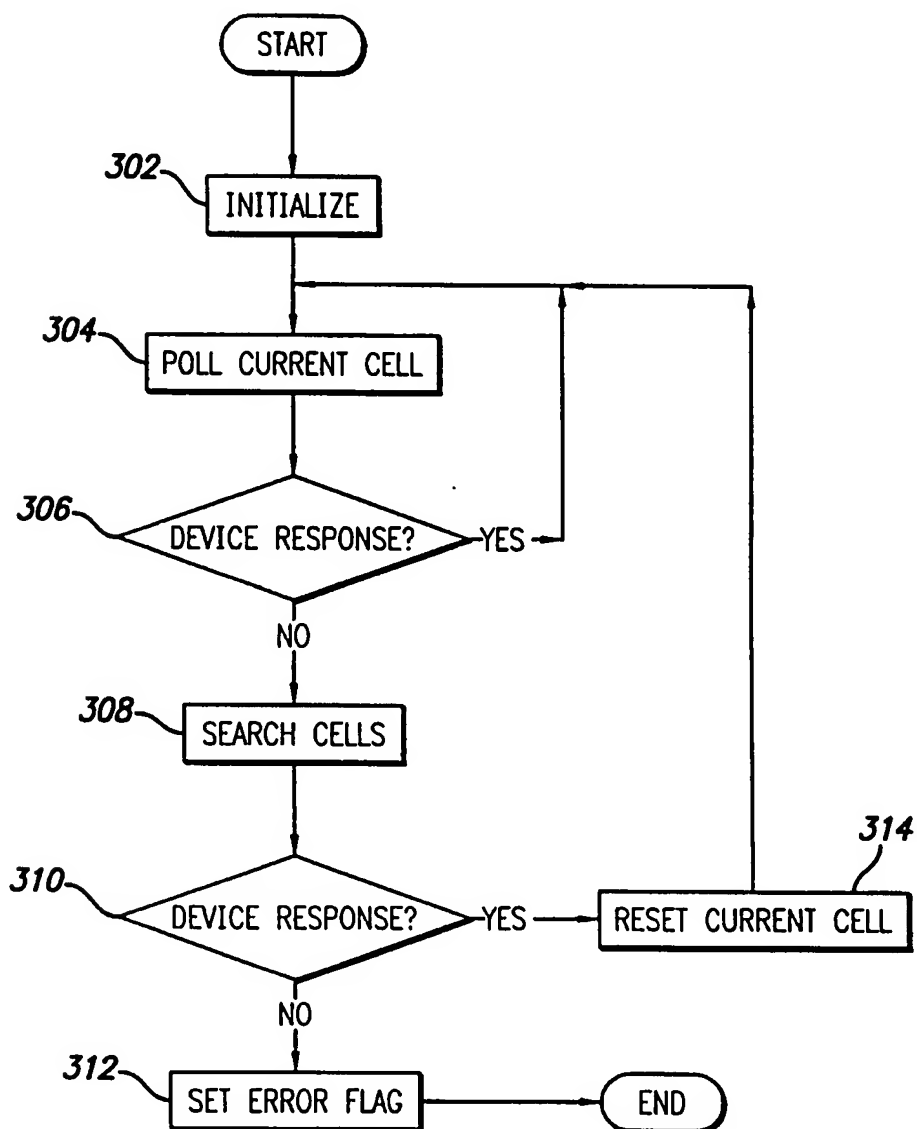 START
302
INITIALIZE
304
POLL CURRENT CELL
306
DEVICE RESPONSE?
YES
NO
308
SEARCH CELLS
310
DEVICE RESPONSE?
YES
314
RESET CURRENT CELL
NO
312
SET ERROR FLAG
END